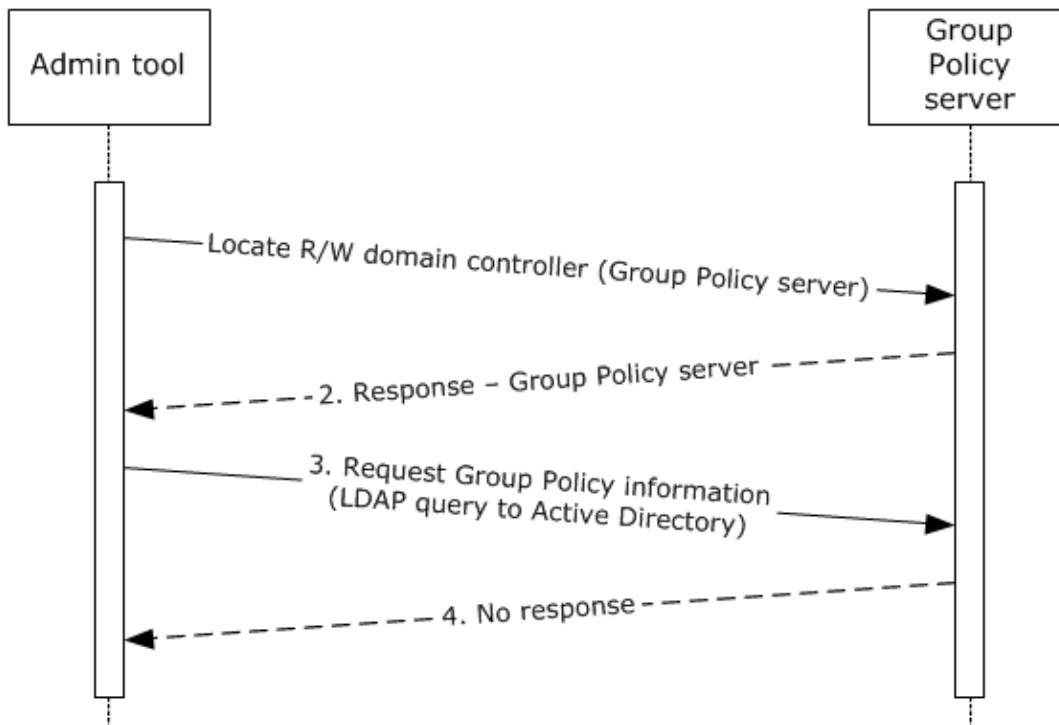 Admin tool
Group
Policy
server
Locate R/W domain controller (Group Policy server)
2. Response – Group Policy server
3. Request Group Policy information
(LDAP query to Active Directory)
4. No response